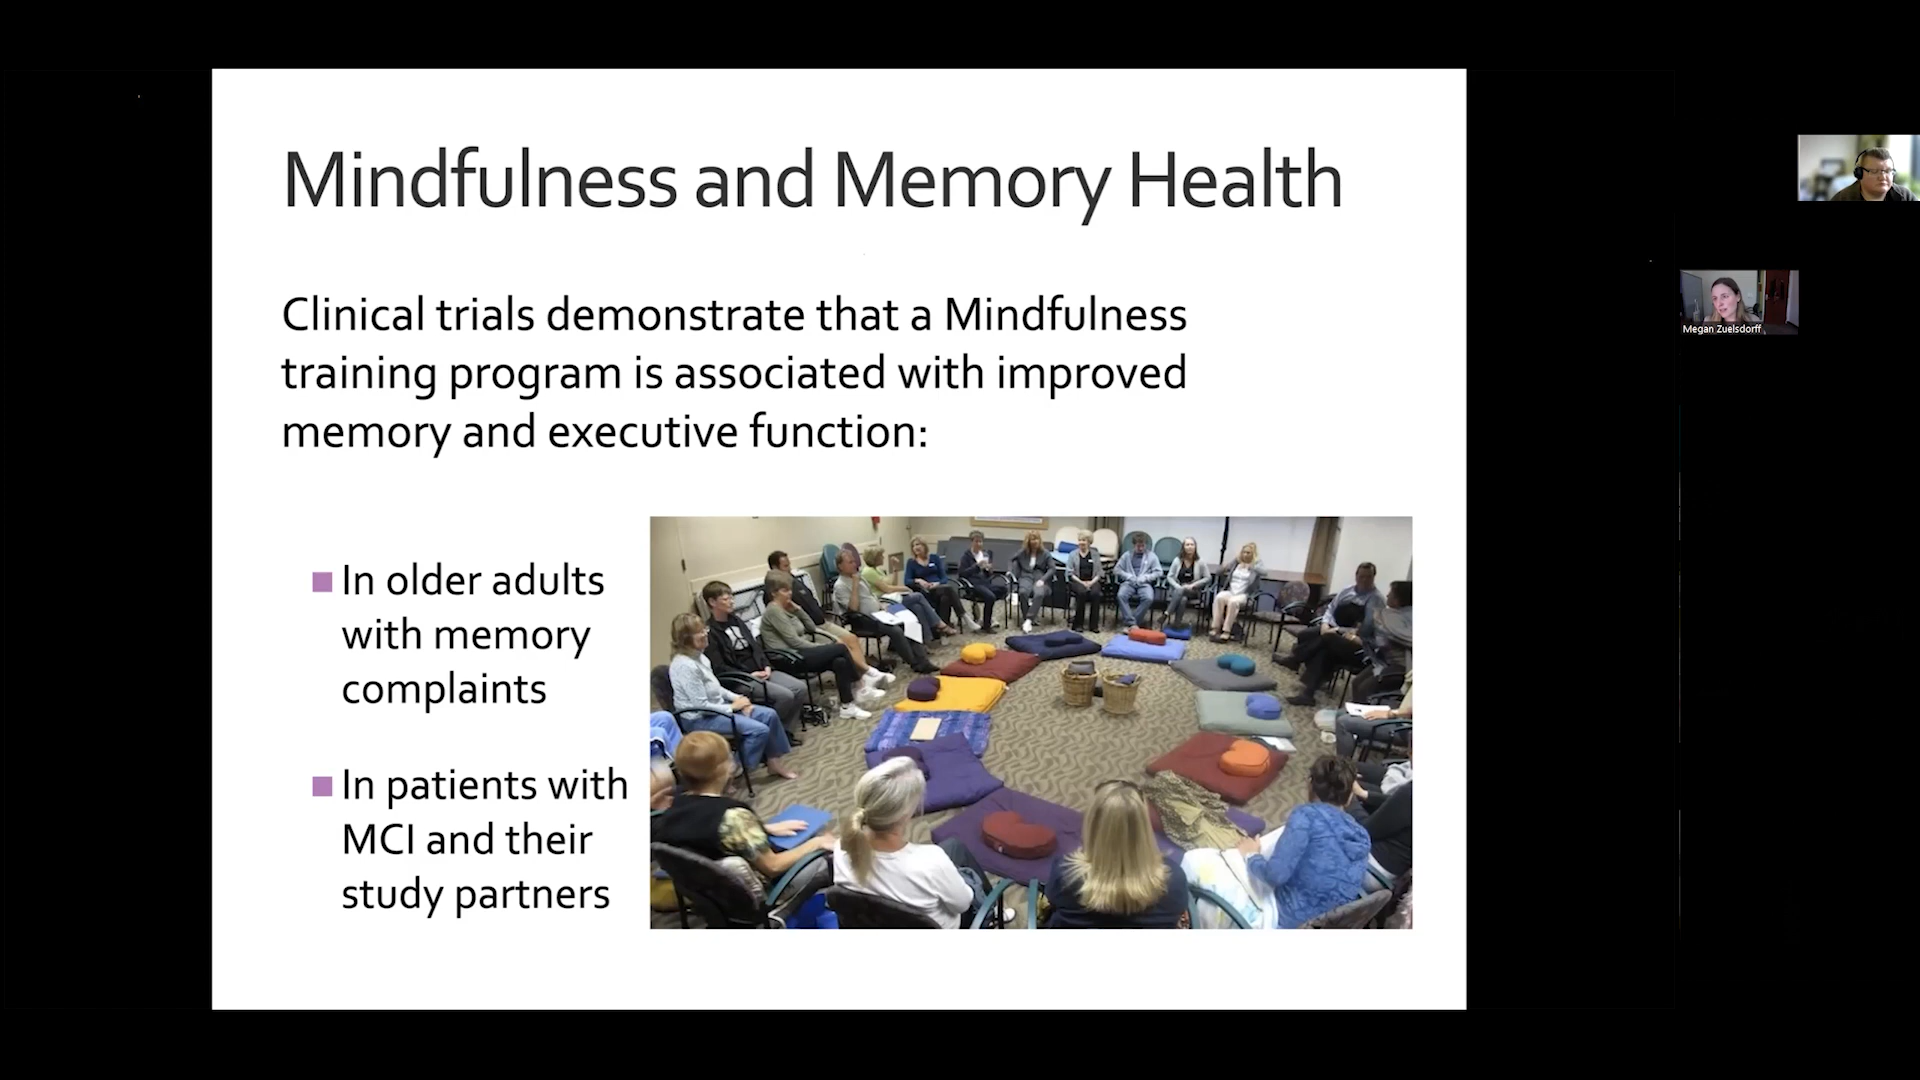 Mindfulness and Memory Health
Clinical trials demonstrate that a Mindfulness
training program is associated with improved
memory and executive function:
In older adults
with memory
complaints
In patients with
MCI and their
study partners
Megan Zuelsdorff